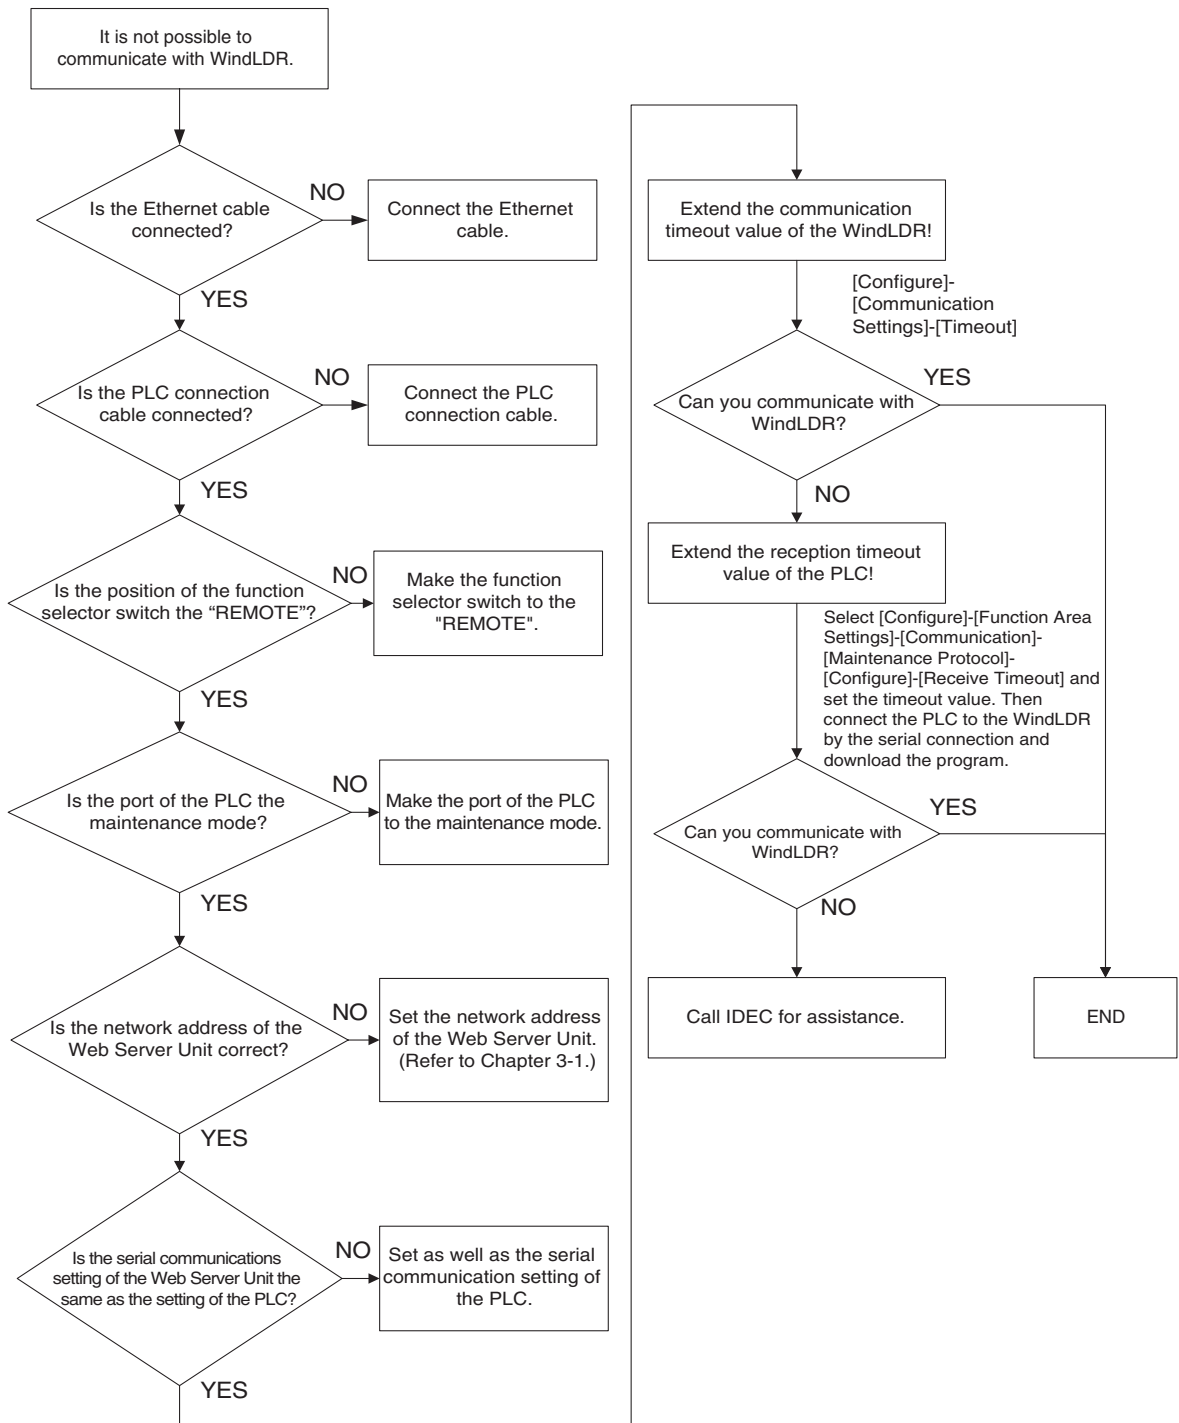 It is not possible to
communicate with WindLDR.
Is the Ethernet cable
connected?
NO
Connect the Ethernet
cable.
YES
Is the PLC connection
cable connected?
NO
Connect the PLC
connection cable.
YES
Is the position of the function
selector switch the “REMOTE”?
NO
Make the function
selector switch to the
"REMOTE".
YES
Is the port of the PLC the
maintenance mode?
NO
Make the port of the PLC
to the maintenance mode.
YES
Is the network address of the
Web Server Unit correct?
NO
Set the network address
of the Web Server Unit.
(Refer to Chapter 3-1.)
YES
Is the serial communications
setting of the Web Server Unit the
same as the setting of the PLC?
NO
Set as well as the serial
communication setting of
the PLC.
YES
Extend the communication
timeout value of the WindLDR!
[Configure]-
[Communication
Settings]-[Timeout]
Can you communicate with
WindLDR?
YES
NO
Extend the reception timeout
value of the PLC!
Select [Configure]-[Function Area
Settings]-[Communication]-
[Maintenance Protocol]-
[Configure]-[Receive Timeout] and
set the timeout value. Then
connect the PLC to the WindLDR
by the serial connection and
download the program.
Can you communicate with
WindLDR?
YES
NO
Call IDEC for assistance.
END